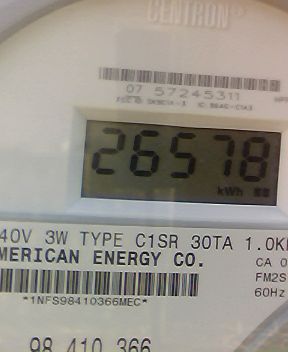 CENTRON
07 57245311
26578
kWh
40V 3W TYPE C1SR 30TA 1.0K
MERICAN ENERGY CO.
CA 0
FM2S
60Hz
*1NFS98410366MEC*
98 410 366